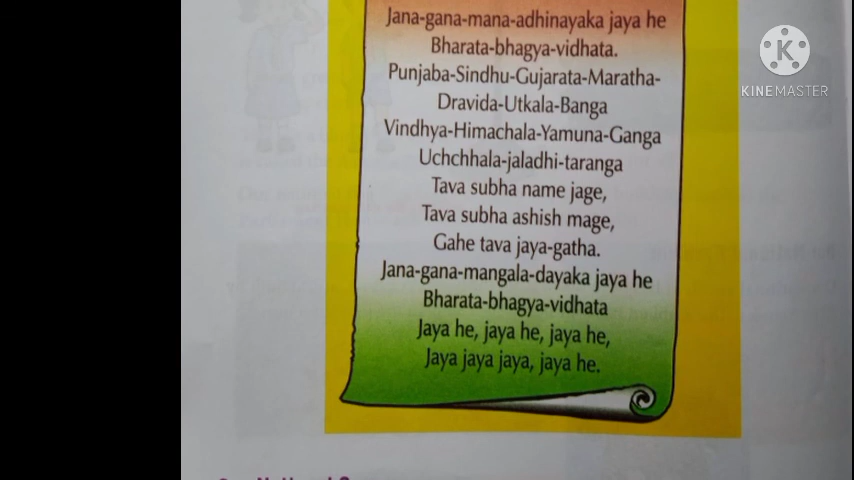 Jana-gana-mana-adhinayaka jaya he
Bharata-bhagya-vidhata.
Punjaba-Sindhu-Gujarata-Maratha-
Dravida-Utkala-Banga
Vindhya-Himachala-Yamuna-Ganga
Uchchhala-jaladhi-taranga
Tava subha name jage,
Tava subha ashish mage,
Gahe tava jaya-gatha.
Jana-gana-mangala-dayaka jaya he
Bharata-bhagya-vidhata
Jaya he, jaya he, jaya he,
Jaya jaya jaya, jaya he.
KINEMASTER